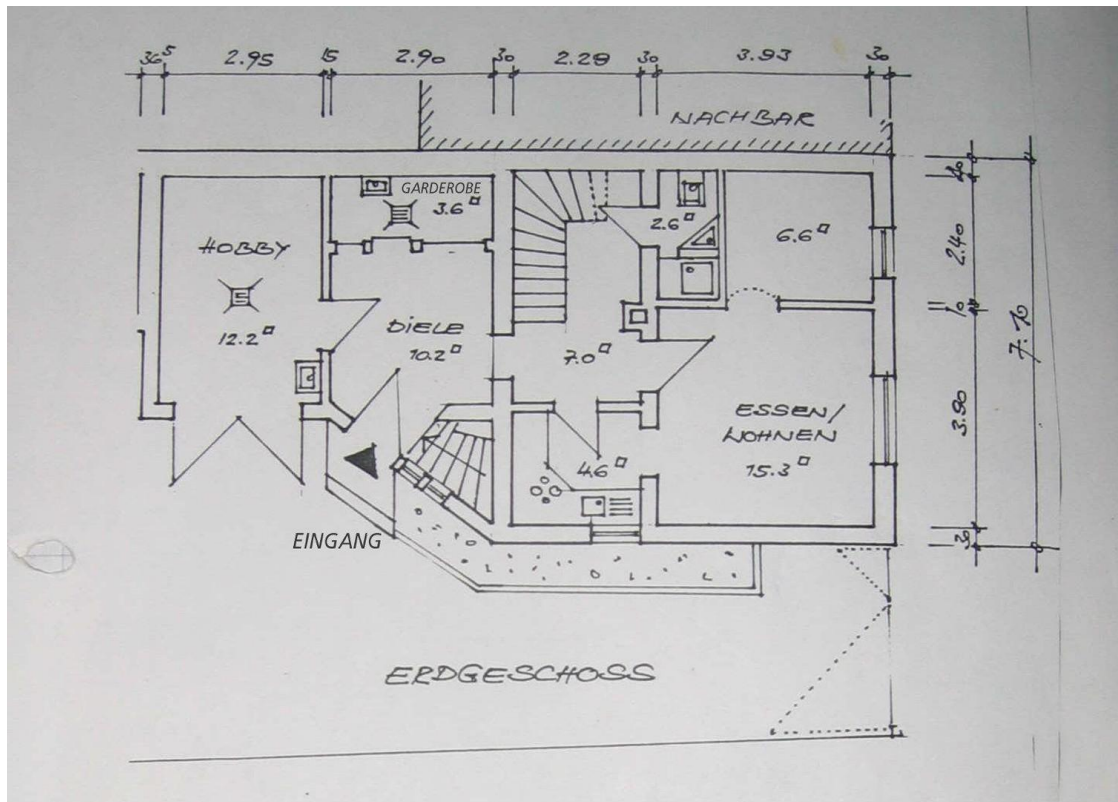 36⁵ 2.95 15 2.90 30 2.28 30 3.93 30
NACHBAR
GARDEROBE
3.6
2.6
6.6
HOBBY
12.2
DIELE
10.2
7.0
ESSEN/
WOHNEN
15.3
4.6
EINGANG
ERDGESCHOSS
2.40
3.90
30
7.10